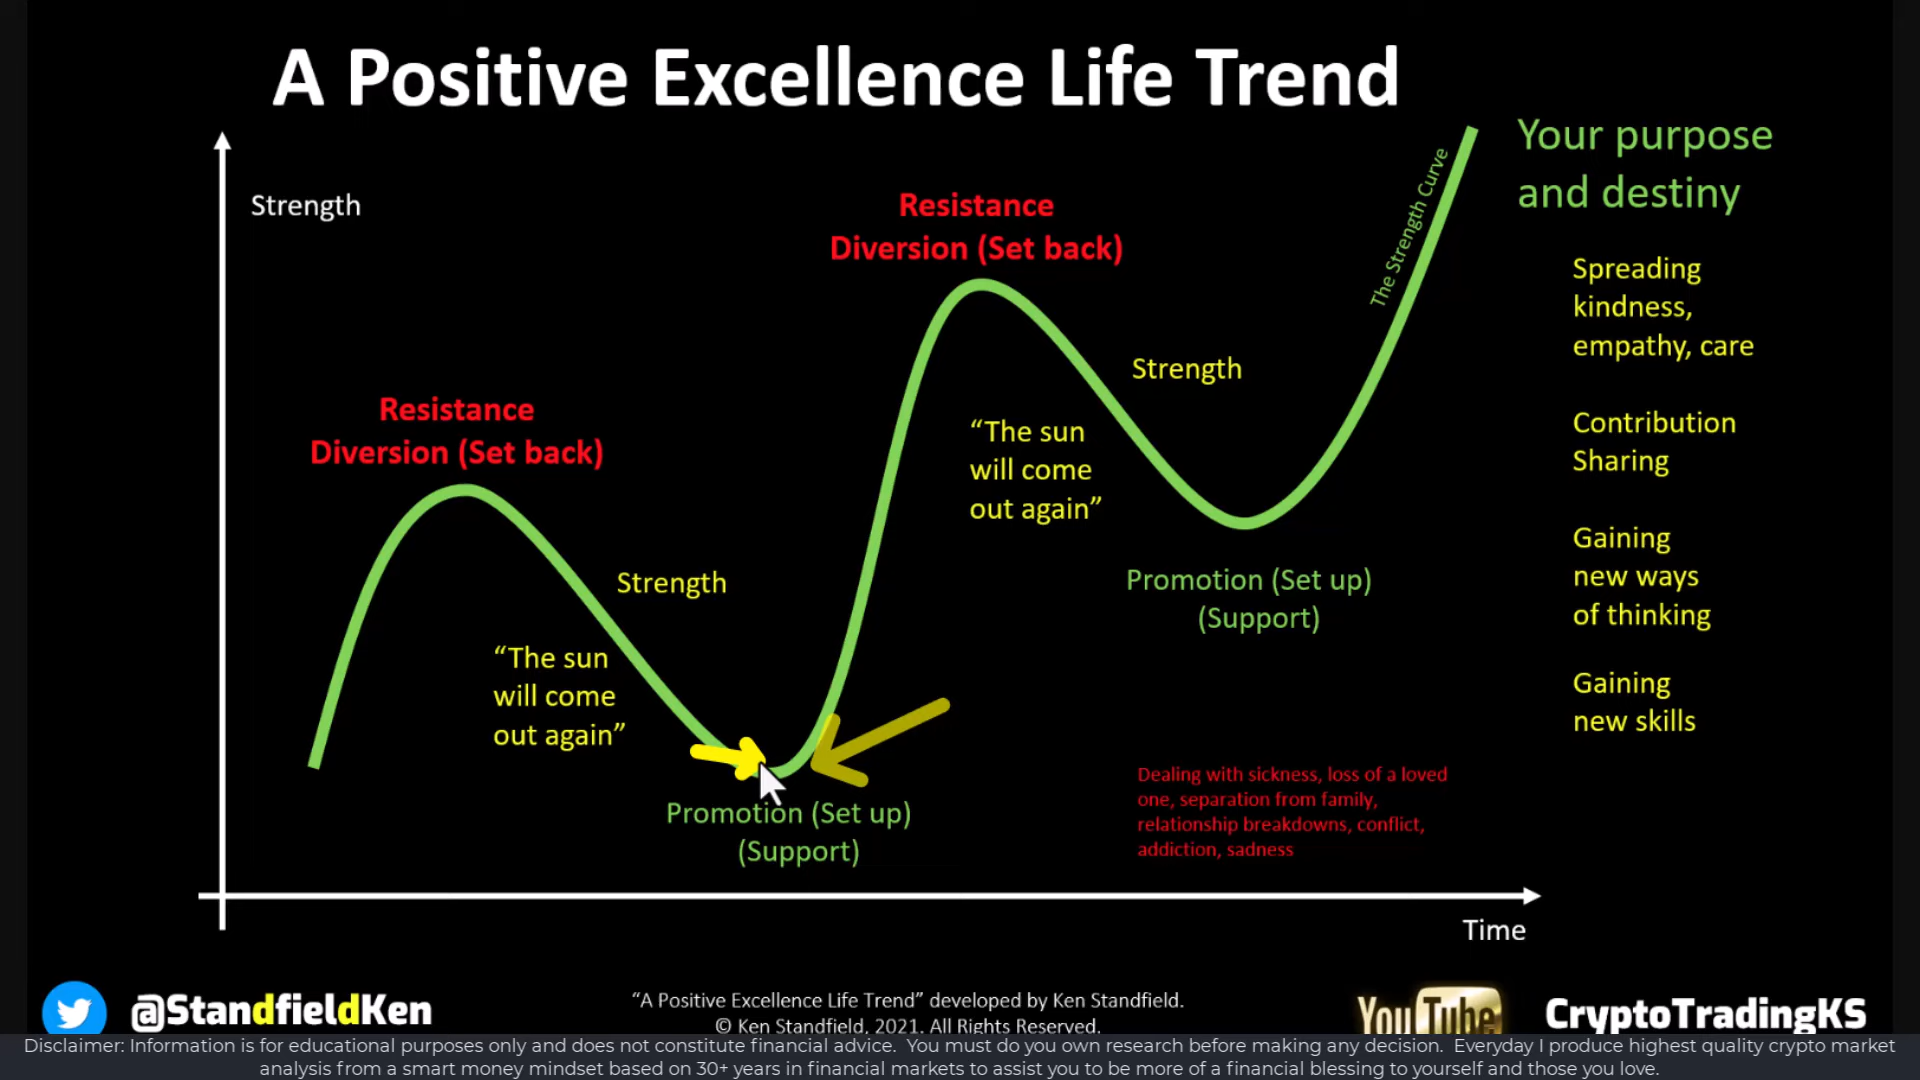 A Positive Excellence Life Trend
Strength
Resistance
Diversion (Set back)
Strength
“The sun
will come
out again”
Promotion (Set up)
(Support)
Resistance
Diversion (Set back)
Strength
“The sun
will come
out again”
Promotion (Set up)
(Support)
The Strength Curve
Your purpose
and destiny
Spreading
kindness,
empathy, care
Contribution
Sharing
Gaining
new ways
of thinking
Gaining
new skills
Dealing with sickness, loss of a loved
one, separation from family,
relationship breakdowns, conflict,
addiction, sadness
Time
@StandfieldKen
“A Positive Excellence Life Trend” developed by Ken Standfield.
© Ken Standfield, 2021. All Rights Reserved.
YouTube
CryptoTradingKS
Disclaimer: Information is for educational purposes only and does not constitute financial advice. You must do you own research before making any decision. Everyday I produce highest quality crypto market
analysis from a smart money mindset based on 30+ years in financial markets to assist you to be more of a financial blessing to yourself and those you love.